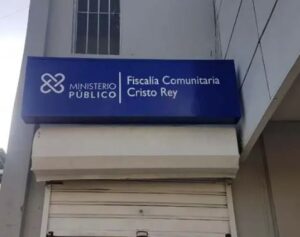 MINISTERIO PÚBLICO
Fiscalía Comunitaria
Cristo Rey